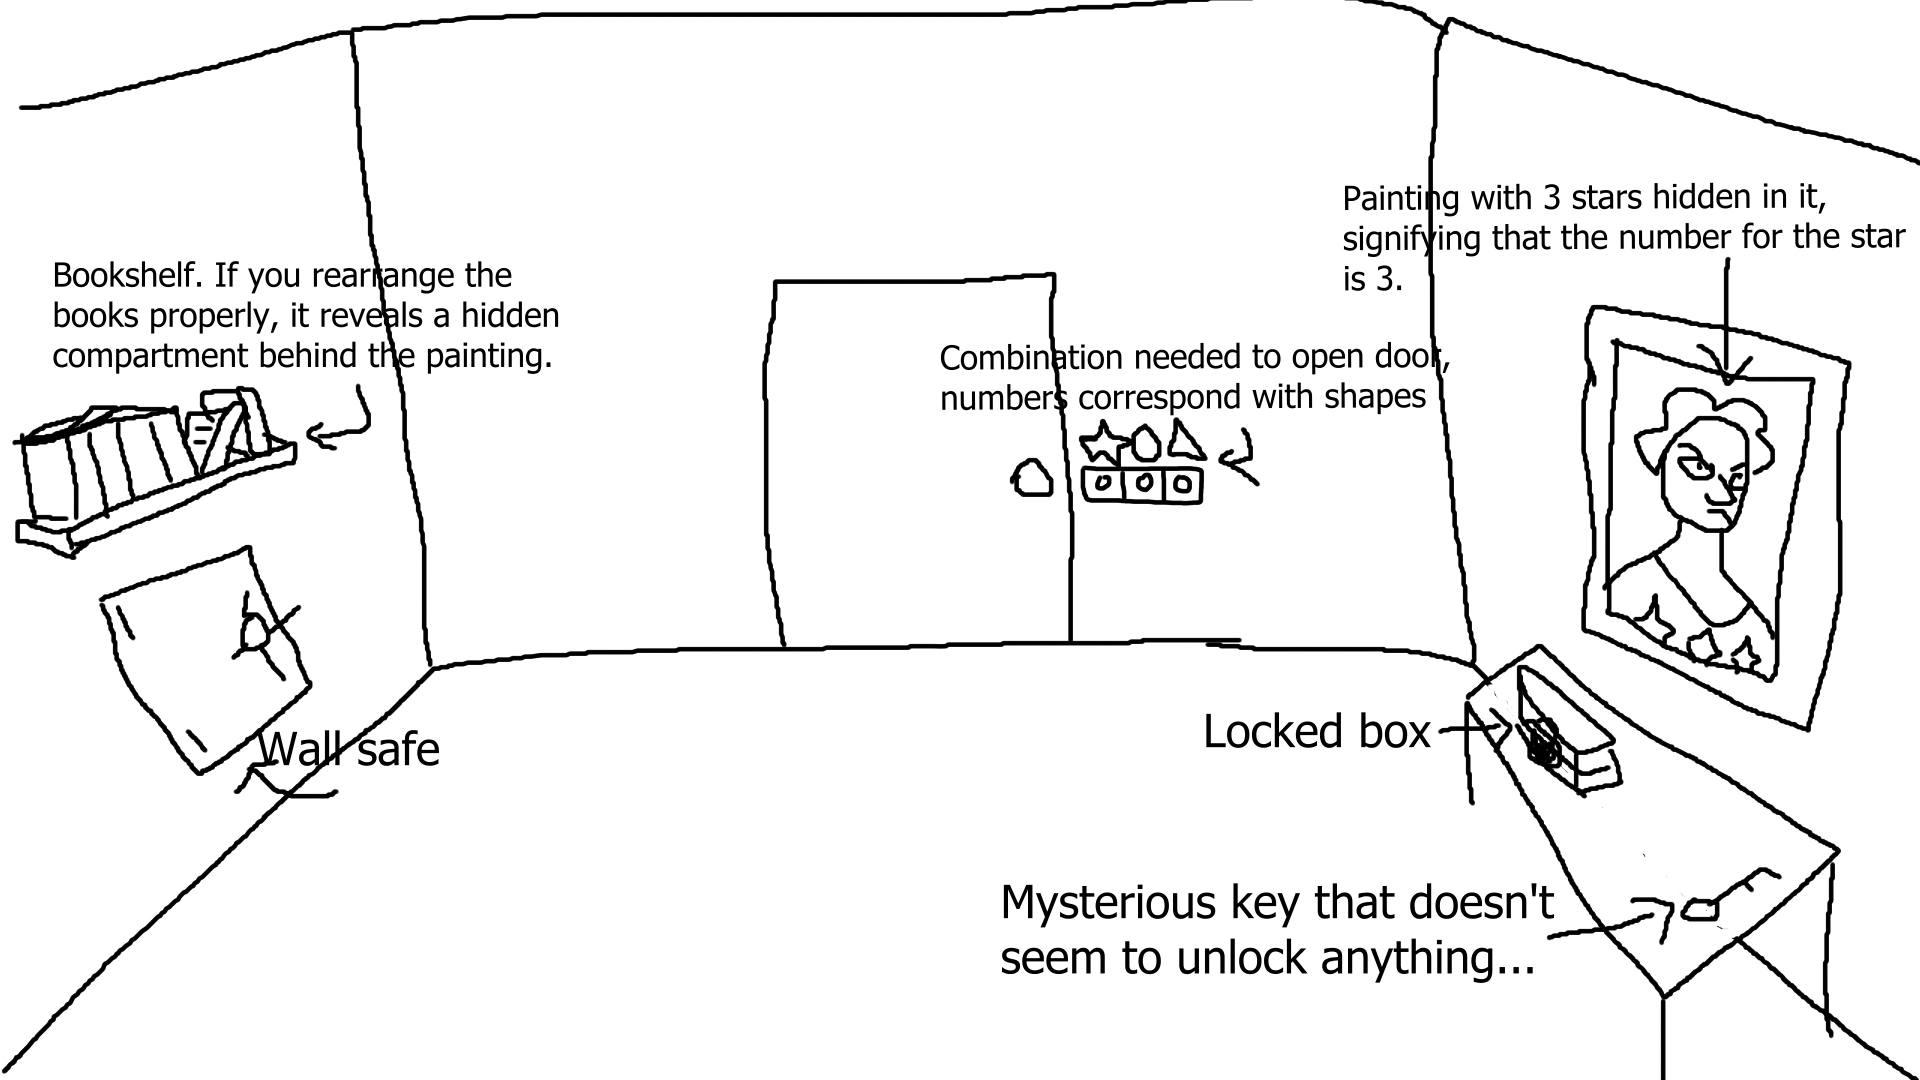 Painting with 3 stars hidden in it,
signifying that the number for the star
is 3.
Bookshelf. If you rearrange the
books properly, it reveals a hidden
compartment behind the painting.
Combination needed to open door,
numbers correspond with shapes
Wall safe
Locked box
Mysterious key that doesn't
seem to unlock anything...